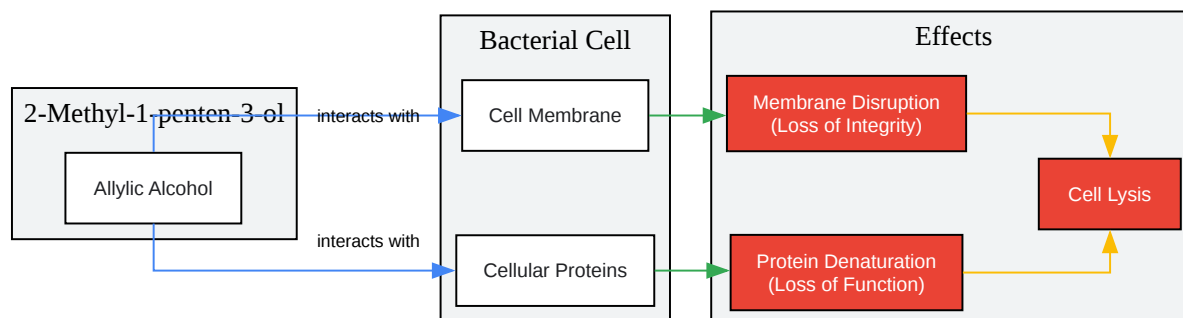 Bacterial Cell
Effects
2-Methyl-1-penten-3-ol
interacts with
Cell Membrane
Membrane Disruption
(Loss of Integrity)
Allylic Alcohol
Cell Lysis
interacts with
Cellular Proteins
Protein Denaturation
(Loss of Function)